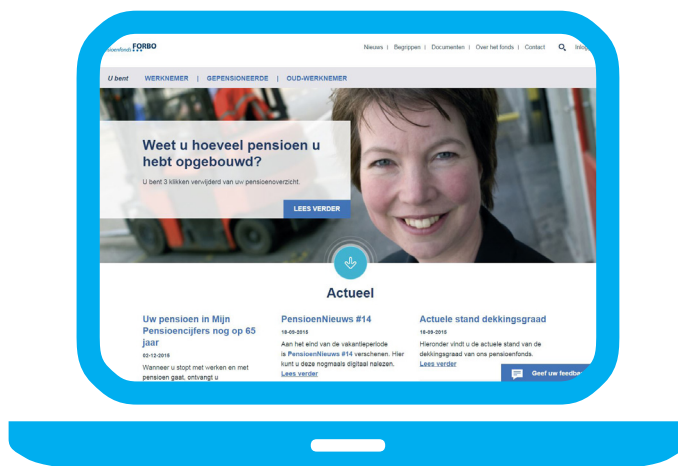 FORBO
Nieuws | Begrippen | Documenten | Over het fonds | Contact
U bent WERKNEMER | GEPENSIONEERDE | OUD-WERKNEMER
Weet u hoeveel pensioen u
hebt opgebouwd?
U bent 3 klikken verwijderd van uw pensioenoverzicht.
LEES VERDER
Actueel
Uw pensioen in Mijn
Pensioencijfers nog op 65
jaar
02-12-2015
Wanneer u stopt met werken en met
pensioen gaat, ontvangt u
PensioenNieuws #14
18-09-2015
Aan het eind van de vakantieperiode
is PensioenNieuws #14 verschenen. Hier
kunt u deze nogmaals digitaal nalezen.
Lees verder
Actuele stand dekkingsgraad
18-09-2015
Hieronder vindt u de actuele stand van de
dekkingsgraad van ons pensioenfonds.
Lees verder
Geef uw